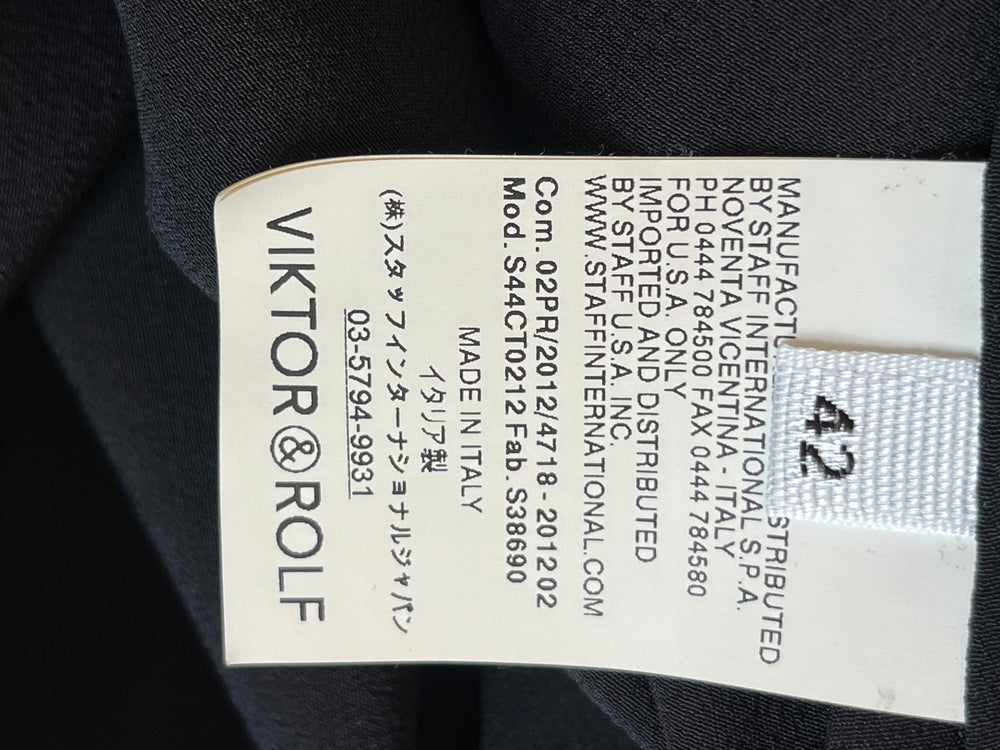 42
MANUFACTU STRIBUTED
BY STAFF INTERNATIONAL S.P.A.
NOVENTA VICENTINA - ITALY
PH 0444 784500 FAX 0444 784580
FOR U.S.A. ONLY
IMPORTED AND DISTRIBUTED
BY STAFF U.S.A. INC.
WWW.STAFFINTERNATIONAL.COM
Com. 02PR/2012/4718 - 2012 02
Mod. S44CT0212 Fab. S38690
MADE IN ITALY
イタリア製
(株)スタッフインターナショナルジャパン
03-5794-9931
VIKTOR & ROLF